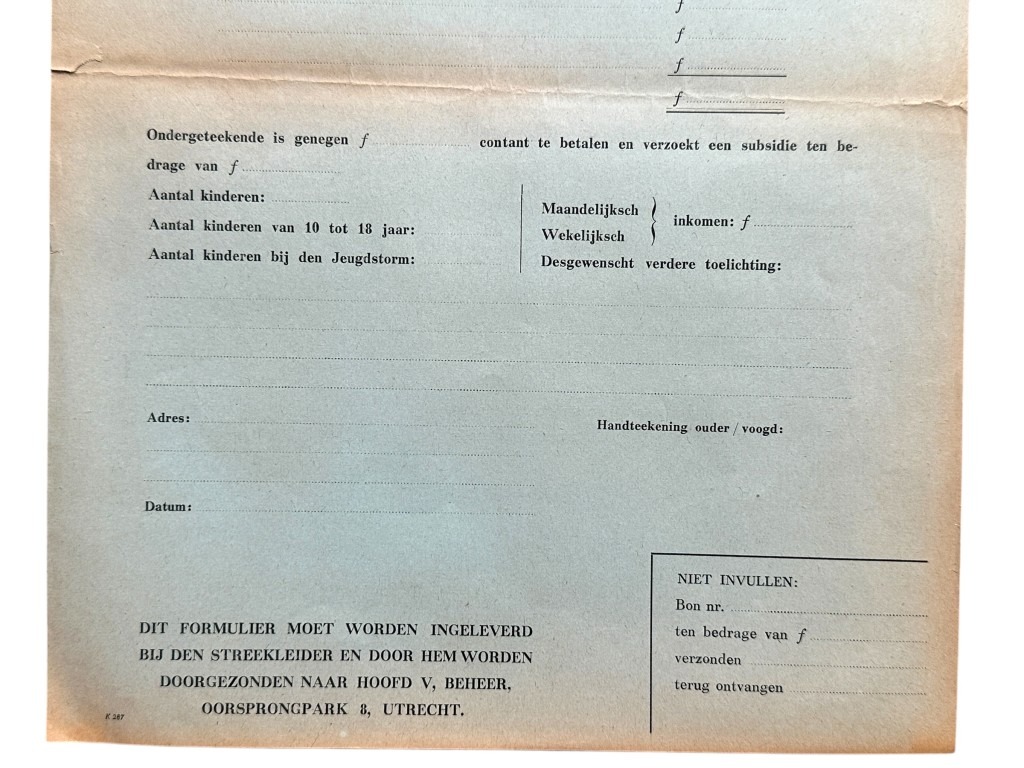 f
f
f
f
Ondergeteekende is genegen f contant te betalen en verzoekt een subsidie ten be-
drage van f
Aantal kinderen:
Aantal kinderen van 10 tot 18 jaar:
Aantal kinderen bij den Jeugdstorm:
Maandelijksch
Wekelijksch
inkomen: f
Desgewenscht verdere toelichting:
Adres:
Handteekening ouder / voogd:
Datum:
NIET INVULLEN:
Bon nr.
ten bedrage van f
verzonden
terug ontvangen
DIT FORMULIER MOET WORDEN INGELEVERD
BIJ DEN STREEKLEIDER EN DOOR HEM WORDEN
DOORGEZONDEN NAAR HOOFD V, BEHEER,
OORSPRONGPARK 8, UTRECHT.
K 387